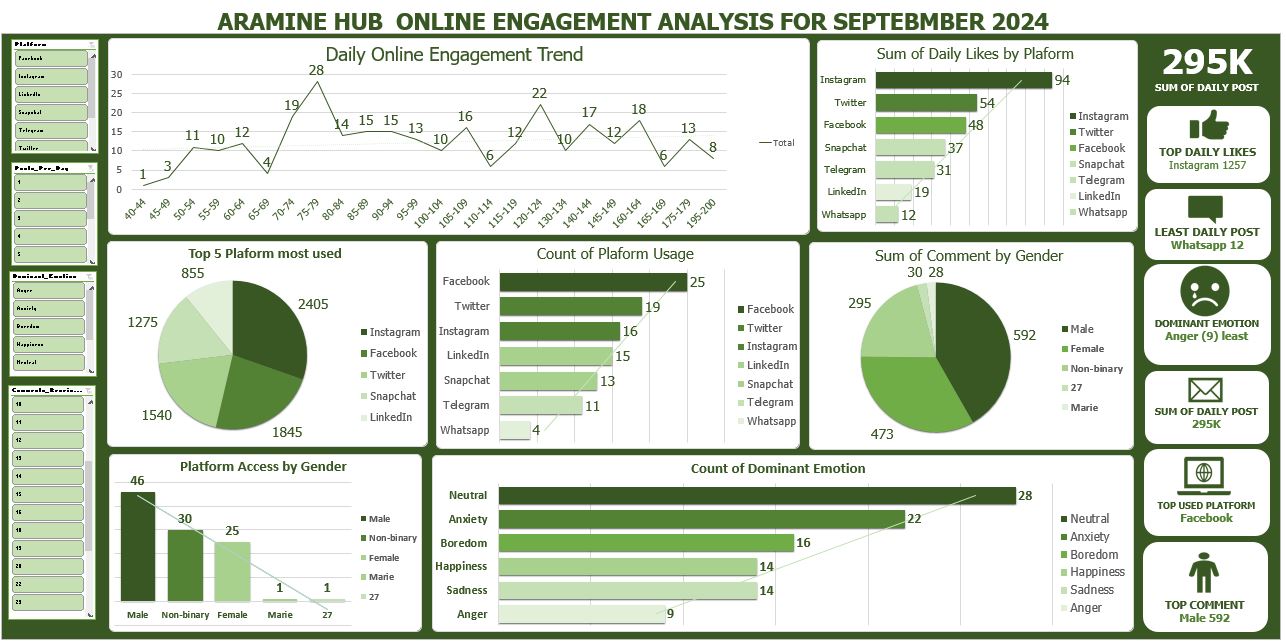 ARAMINE HUB ONLINE ENGAGEMENT ANALYSIS FOR SEPTEBMBER 2024
Platform
Facebook
Instagram
LinkedIn
Snapchat
Telegram
Twitter
Posts_Per_Day
1
2
3
4
5
Dominant_Emotion
Anger
Anxiety
Boredom
Happiness
Neutral
10
11
12
13
14
15
16
18
19
20
22
23
Daily Online Engagement Trend
30
25
20
15
10
5
0
1
3
11
10
12
4
19
28
14
15
15
13
10
16
6
12
22
10
17
12
18
6
13
8
40-44
45-49
50-54
55-59
60-64
65-69
70-74
75-79
80-84
85-89
90-94
95-99
100-104
105-109
110-114
115-119
120-124
130-134
140-144
145-149
160-164
165-169
175-179
195-200
Total
Sum of Daily Likes by Plaform
Instagram 94
Twitter 54
Facebook 48
Snapchat 37
Telegram 31
LinkedIn 19
Whatsapp 12
Instagram
Twitter
Facebook
Snapchat
Telegram
LinkedIn
Whatsapp
295K
SUM OF DAILY POST
TOP DAILY LIKES
Instagram 1257
LEAST DAILY POST
Whatsapp 12
DOMINANT EMOTION
Anger (9) least
SUM OF DAILY POST
295K
TOP USED PLATFORM
Facebook
TOP COMMENT
Male 592
Top 5 Plaform most used
855
2405
1275
1540
1845
Instagram
Facebook
Twitter
Snapchat
LinkedIn
Count of Plaform Usage
Facebook 25
Twitter 19
Instagram 16
LinkedIn 15
Snapchat 13
Telegram 11
Whatsapp 4
Facebook
Twitter
Instagram
LinkedIn
Snapchat
Telegram
Whatsapp
Sum of Comment by Gender
30 28
295
592
473
Male
Female
Non-binary
27
Marie
Platform Access by Gender
46
30
25
1
1
Male
Non-binary
Female
Marie
27
Male
Non-binary
Female
Marie
27
Count of Dominant Emotion
Neutral 28
Anxiety 22
Boredom 16
Happiness 14
Sadness 14
Anger 9
Neutral
Anxiety
Boredom
Happiness
Sadness
Anger